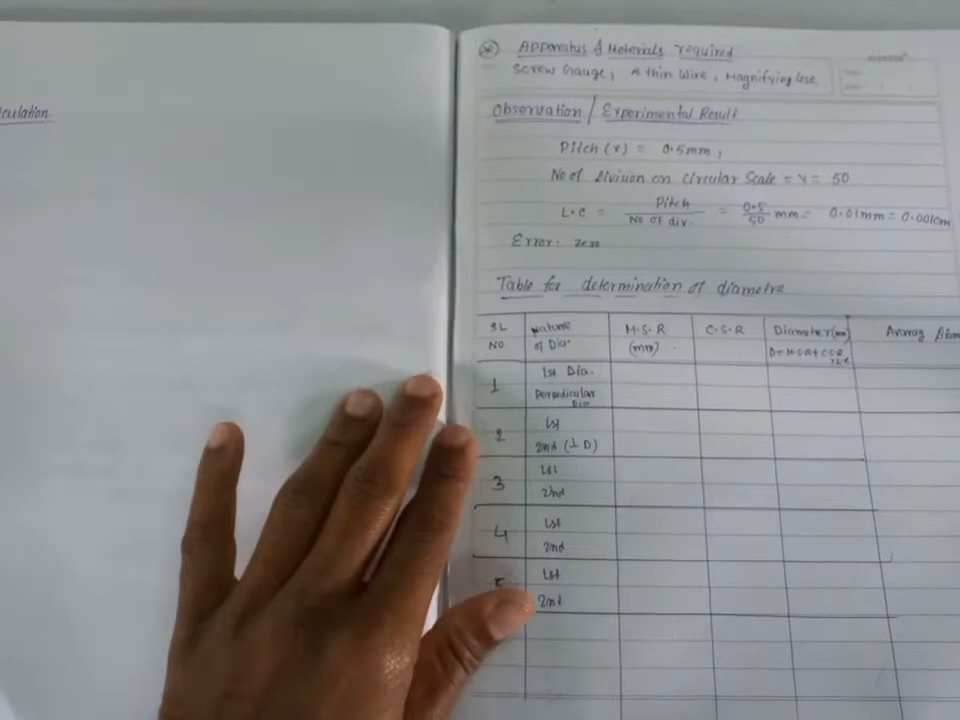 culation
Apparatus & Materials required
Screw Gauge, A thin wire, Magnifying
Observation / Experimental Result
Pitch (x) = 0.5mm,
No of Division on Circular Scale = y = 50
L.C = Pitch / No of div. = 0.5/50 mm = 0.01mm = 0.001cm
Error - zero
Table for determination of diametre
SL NO Nature of Dia. M.S.R (mm) C.S.R Diameter (mm) D=M.S.R+C.S.R Averag
1 1st Dia.
Perpedicular Dia
2 1st
2nd (⊥ D)
3 1st
2nd
4 1st
2nd
5 1st
2nd